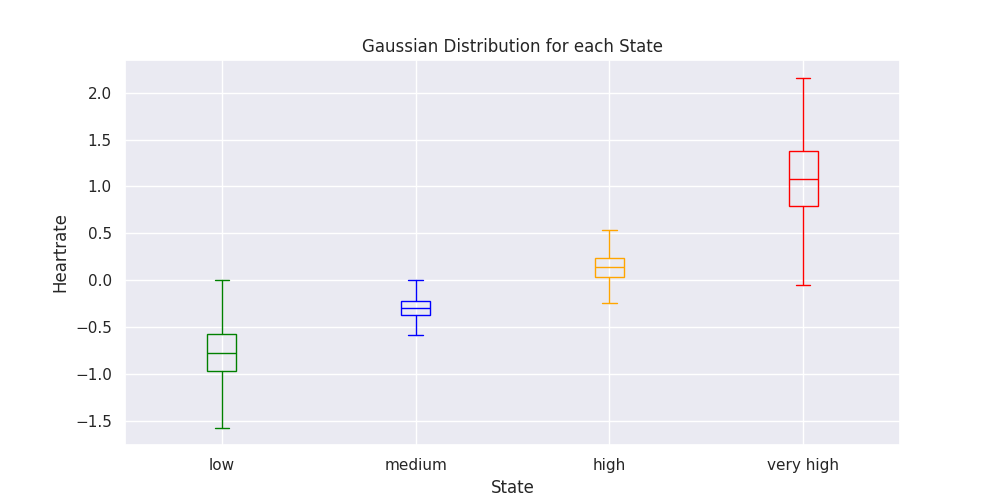 Gaussian Distribution for each State
2.0
1.5
1.0
0.5
0.0
−0.5
−1.0
−1.5
Heartrate
low medium high very high
State